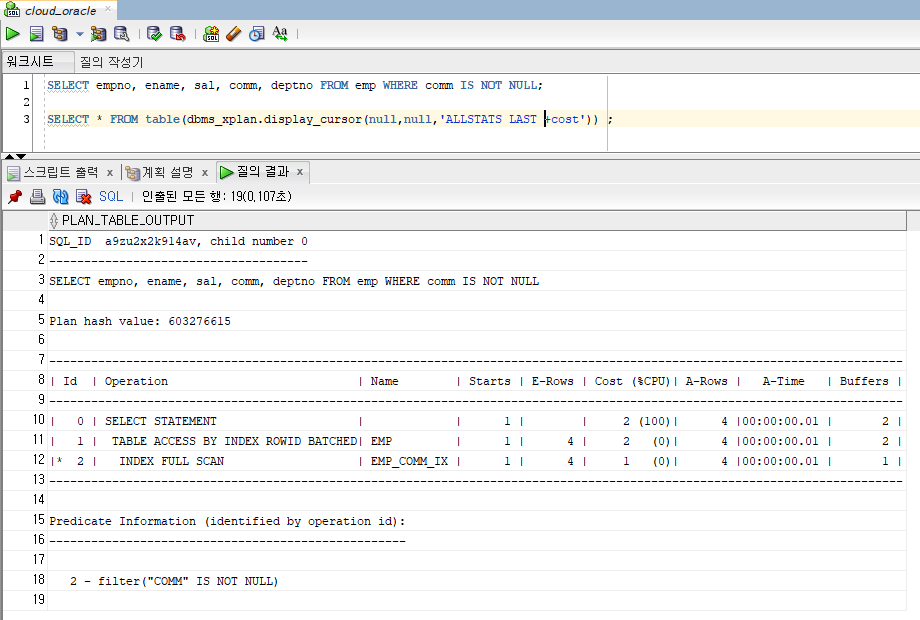 cloud_oracle
워크시트 질의 작성기
1 SELECT empno, ename, sal, comm, deptno FROM emp WHERE comm IS NOT NULL;
2
3 SELECT * FROM table(dbms_xplan.display_cursor(null,null,'ALLSTATS LAST +cost')) ;
스크립트 출력 x 계획 설명 x 질의 결과 x
SQL | 인출된 모든 행: 19(0,107초)
PLAN_TABLE_OUTPUT
1 SQL_ID  a9zu2x2k914av, child number 0
2 -------------------------------------
3 SELECT empno, ename, sal, comm, deptno FROM emp WHERE comm IS NOT NULL
4
5 Plan hash value: 603276615
6
7 --------------------------------------------------------------------------------------------------------------------------
8 | Id  | Operation                           | Name        | Starts | E-Rows | Cost (%CPU)| A-Rows |   A-Time   | Buffers |
9 --------------------------------------------------------------------------------------------------------------------------
10 |   0 | SELECT STATEMENT                    |             |      1 |        |     2 (100)|      4 |00:00:00.01 |       2 |
11 |   1 |  TABLE ACCESS BY INDEX ROWID BATCHED| EMP         |      1 |      4 |     2   (0)|      4 |00:00:00.01 |       2 |
12 |*  2 |   INDEX FULL SCAN                   | EMP_COMM_IX |      1 |      4 |     1   (0)|      4 |00:00:00.01 |       1 |
13 --------------------------------------------------------------------------------------------------------------------------
14
15 Predicate Information (identified by operation id):
16 ---------------------------------------------------
17
18    2 - filter("COMM" IS NOT NULL)
19